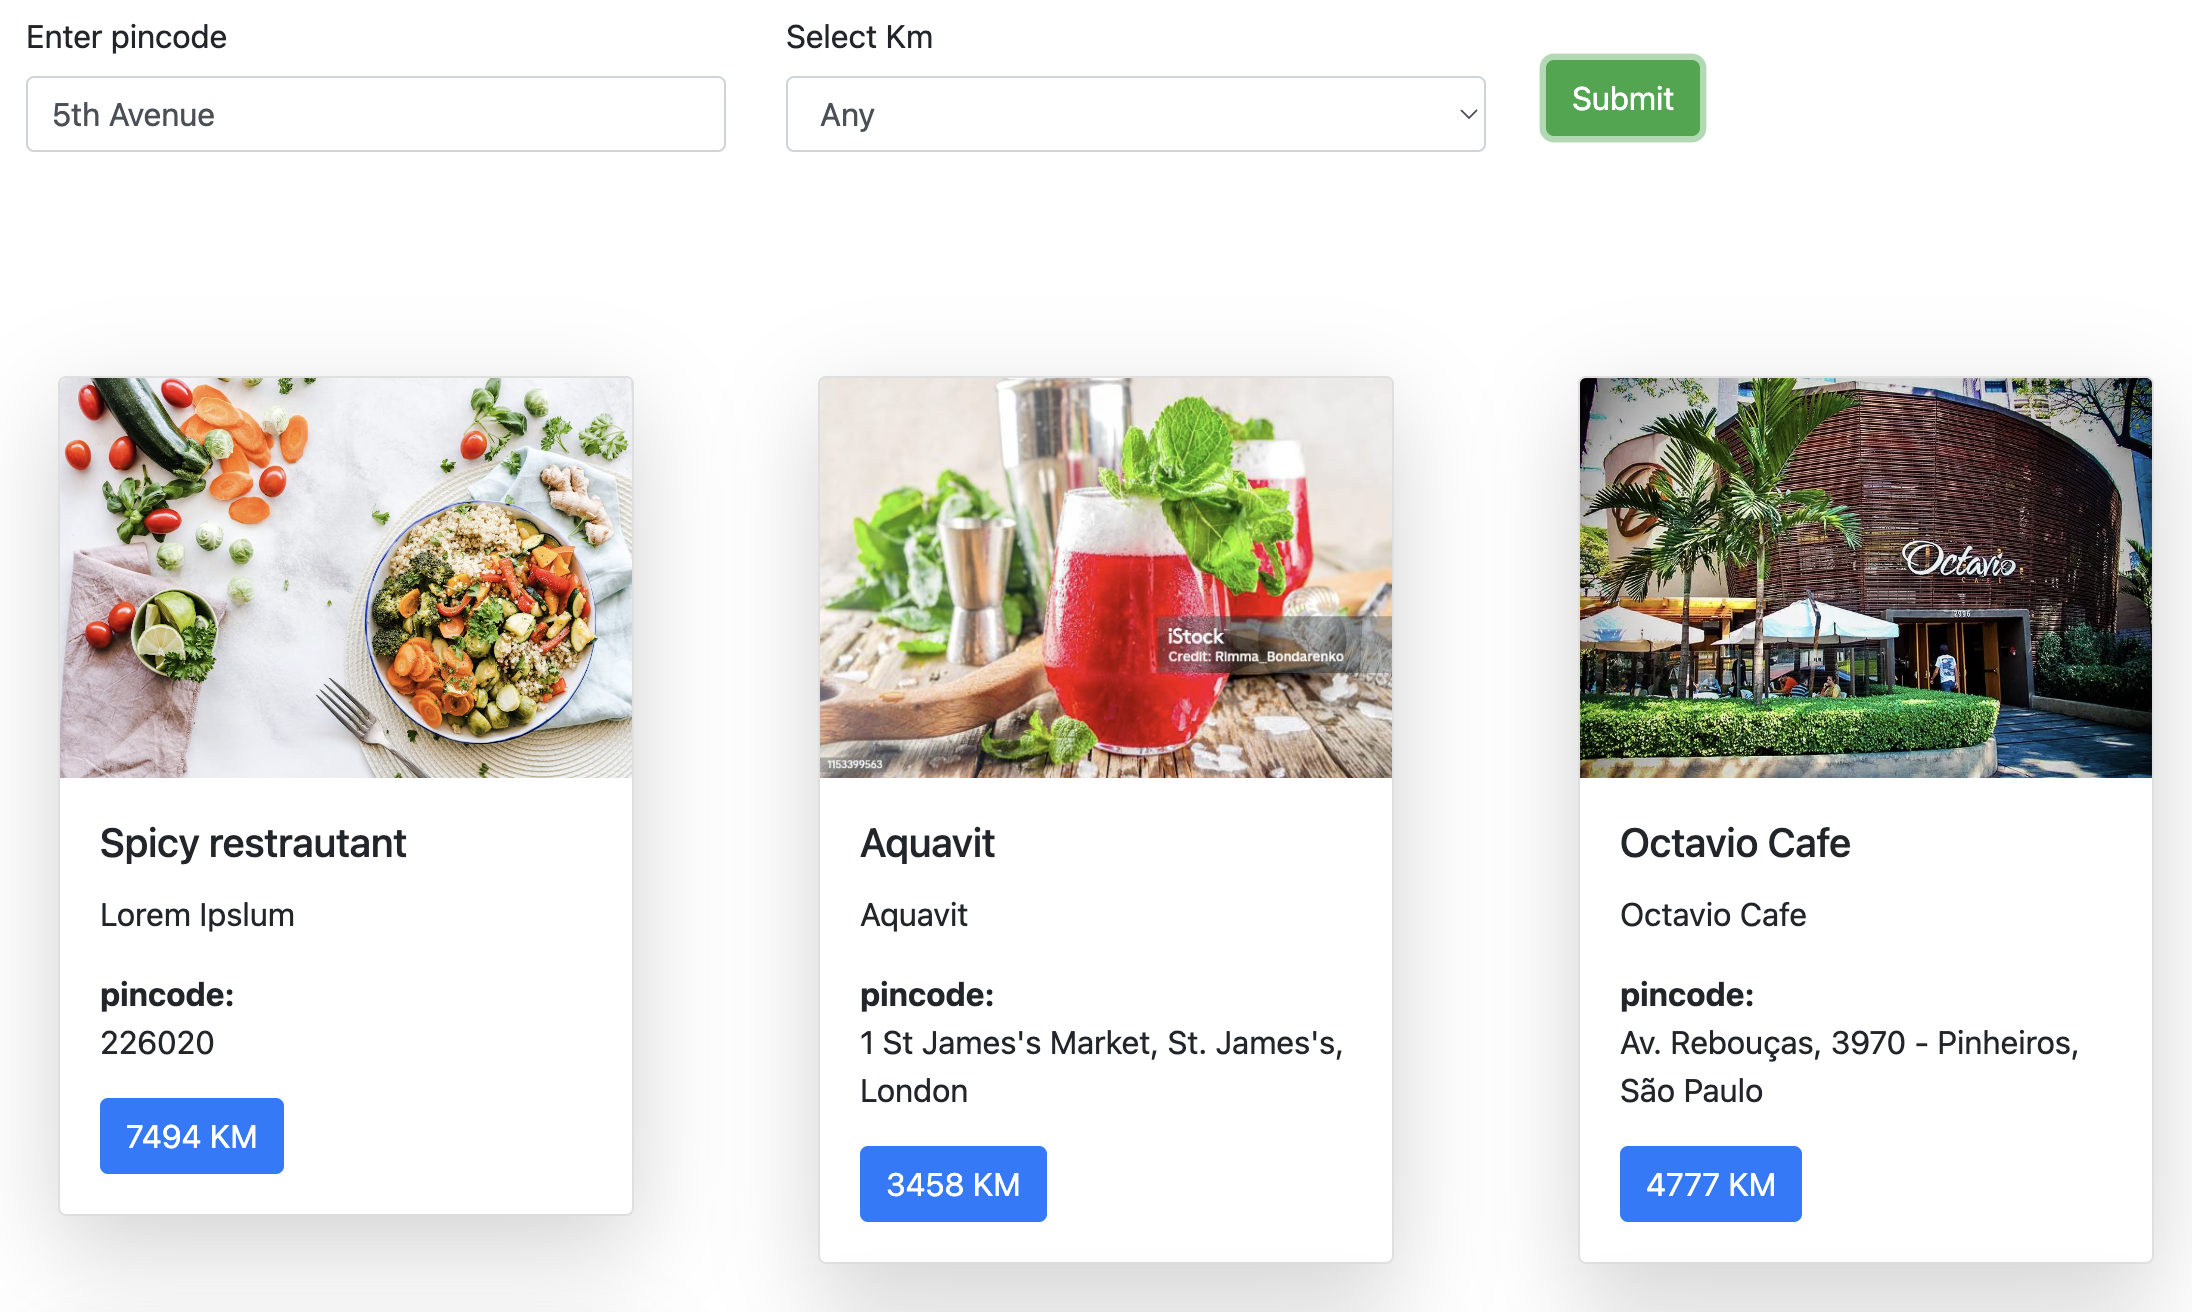 Enter pincode
Select Km
5th Avenue
Any
Submit
iStock
Credit: Rimma_Bondarenko
1153399563
Octavio
CAFE
2996
Spicy restrautant
Lorem Ipslum
pincode:
226020
7494 KM
Aquavit
Aquavit
pincode:
1 St James's Market, St. James's,
London
3458 KM
Octavio Cafe
Octavio Cafe
pincode:
Av. Rebouças, 3970 - Pinheiros,
São Paulo
4777 KM